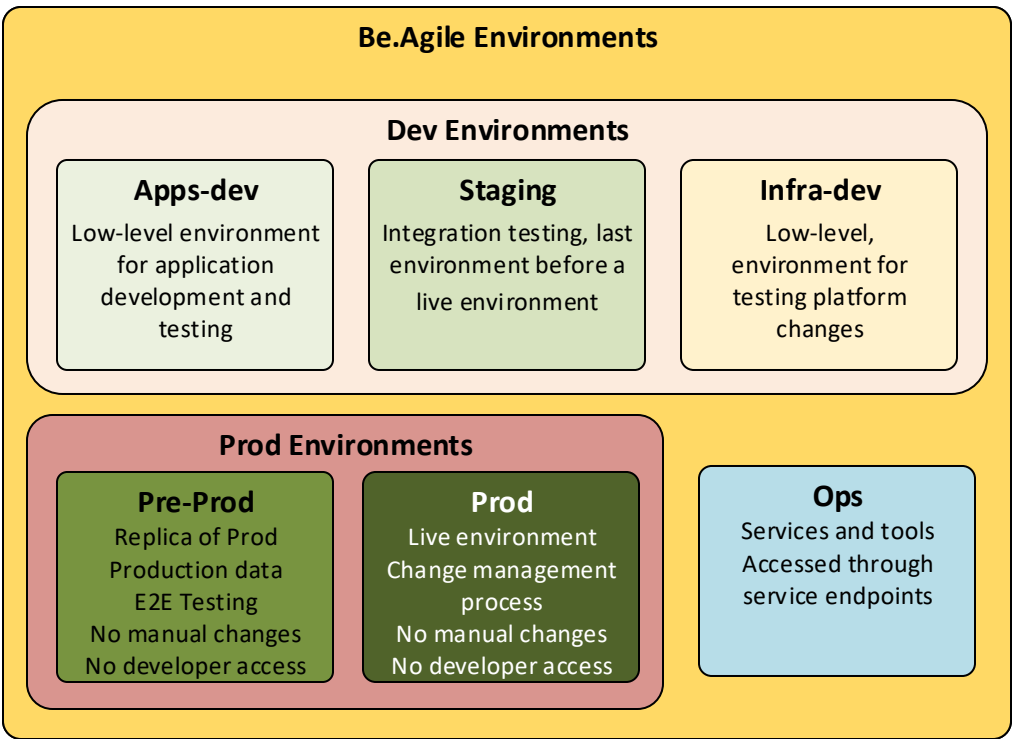 Be.Agile Environments
Dev Environments
Apps-dev
Low-level environment
for application
development and
testing
Staging
Integration testing, last
environment before a
live environment
Infra-dev
Low-level,
environment for
testing platform
changes
Prod Environments
Pre-Prod
Replica of Prod
Production data
E2E Testing
No manual changes
No developer access
Prod
Live environment
Change management
process
No manual changes
No developer access
Ops
Services and tools
Accessed through
service endpoints